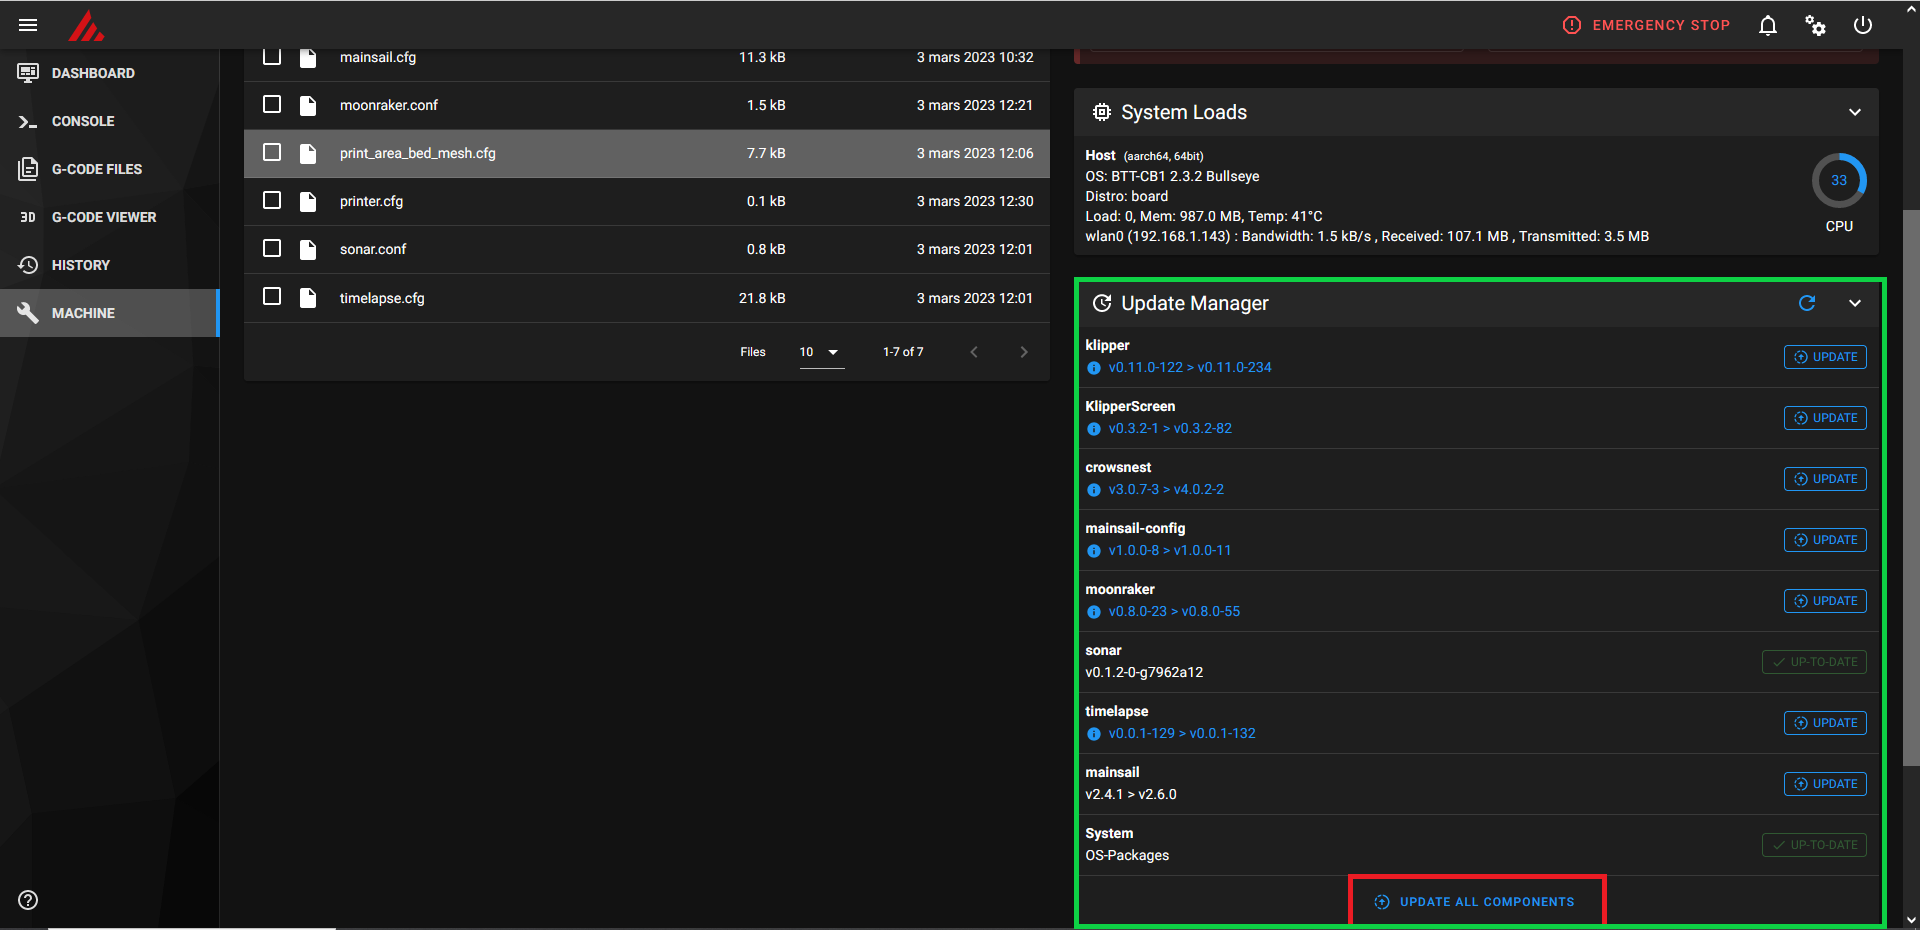 EMERGENCY STOP
DASHBOARD
CONSOLE
G-CODE FILES
3D G-CODE VIEWER
HISTORY
MACHINE
mainsail.cfg 11.3 kB 3 mars 2023 10:32
moonraker.conf 1.5 kB 3 mars 2023 12:21
print_area_bed_mesh.cfg 7.7 kB 3 mars 2023 12:06
printer.cfg 0.1 kB 3 mars 2023 12:30
sonar.conf 0.8 kB 3 mars 2023 12:01
timelapse.cfg 21.8 kB 3 mars 2023 12:01
Files 10 1-7 of 7
System Loads
Host (aarch64, 64bit)
OS: BTT-CB1 2.3.2 Bullseye
Distro: board
Load: 0, Mem: 987.0 MB, Temp: 41°C
wlan0 (192.168.1.143) : Bandwidth: 1.5 kB/s , Received: 107.1 MB , Transmitted: 3.5 MB
33
CPU
Update Manager
klipper
v0.11.0-122 > v0.11.0-234
UPDATE
KlipperScreen
v0.3.2-1 > v0.3.2-82
UPDATE
crowsnest
v3.0.7-3 > v4.0.2-2
UPDATE
mainsail-config
v1.0.0-8 > v1.0.0-11
UPDATE
moonraker
v0.8.0-23 > v0.8.0-55
UPDATE
sonar
v0.1.2-0-g7962a12
UP-TO-DATE
timelapse
v0.0.1-129 > v0.0.1-132
UPDATE
mainsail
v2.4.1 > v2.6.0
UPDATE
System
OS-Packages
UP-TO-DATE
UPDATE ALL COMPONENTS